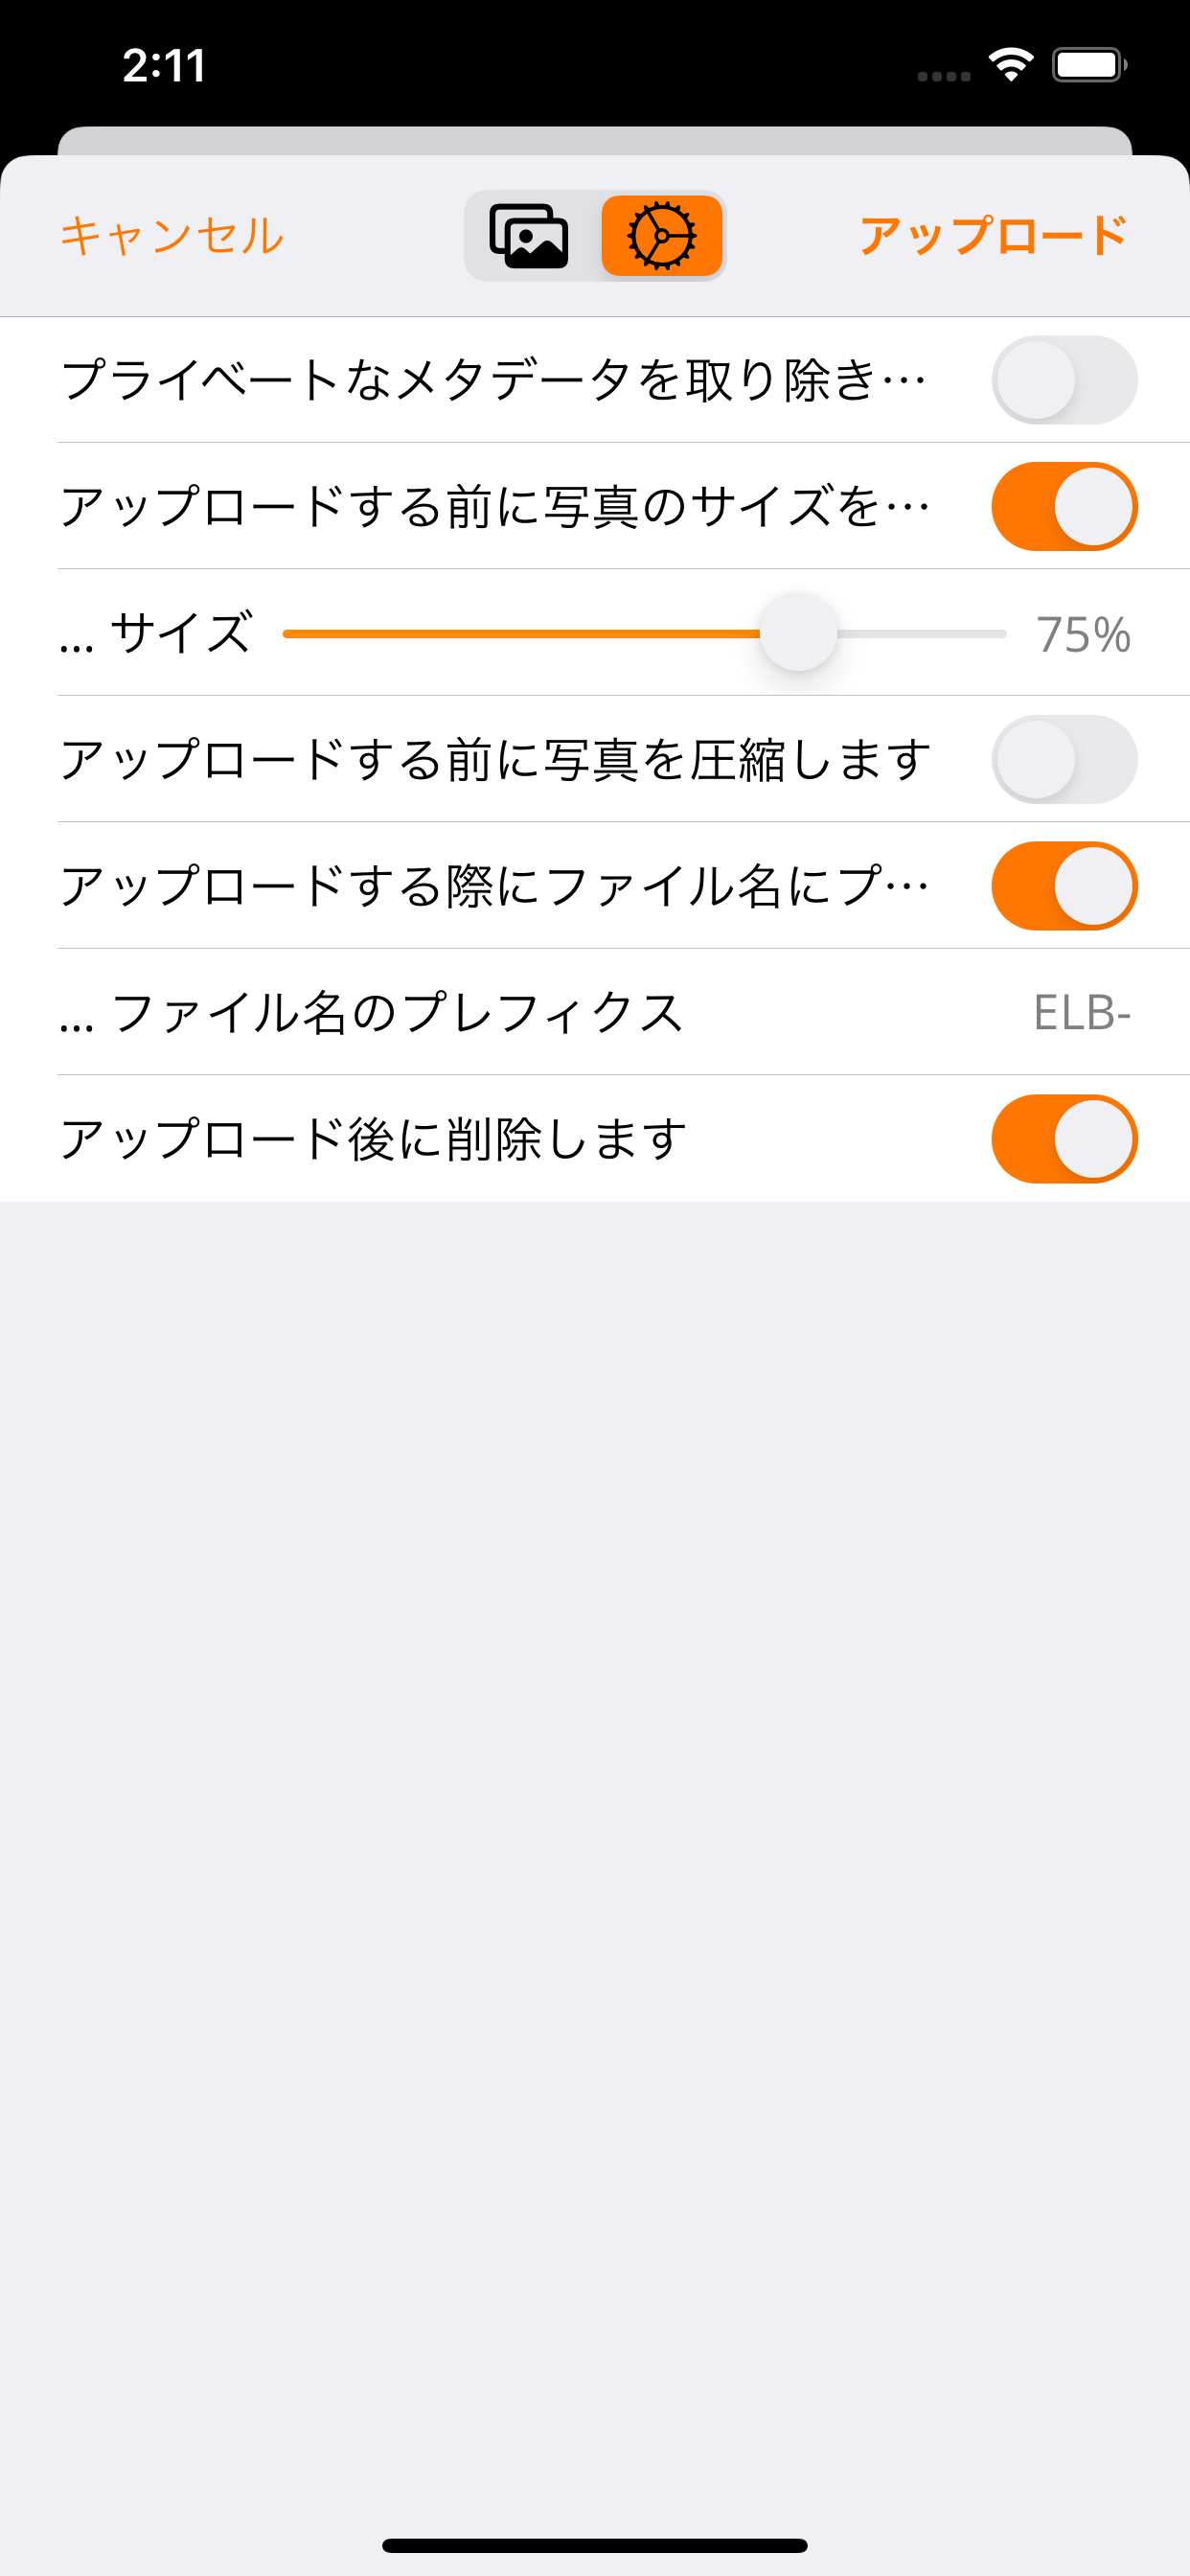 2:11
キャンセル
アップロード
プライベートなメタデータを取り除き…
アップロードする前に写真のサイズを…
... サイズ 75%
アップロードする前に写真を圧縮します
アップロードする際にファイル名にプ…
... ファイル名のプレフィクス ELB-
アップロード後に削除します